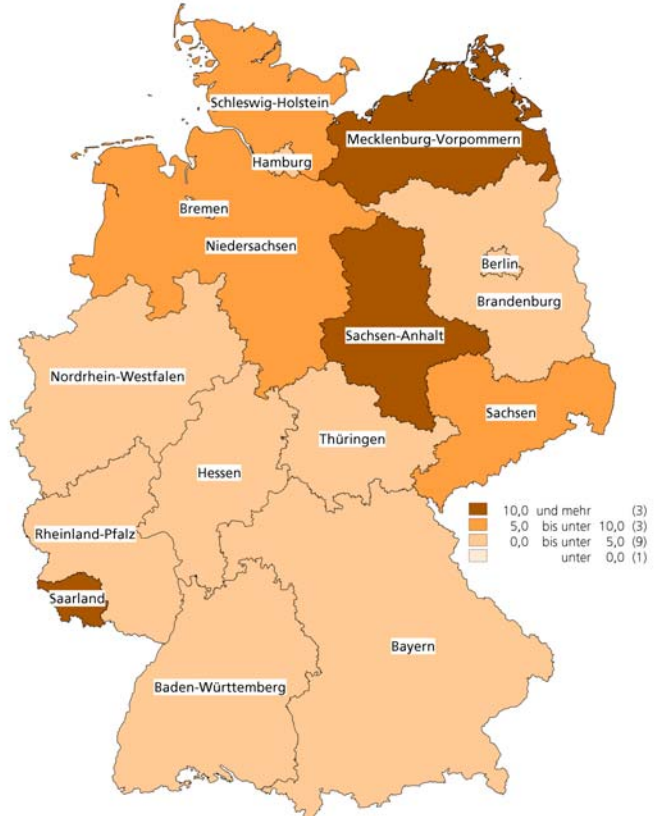 Schleswig-Holstein
Mecklenburg-Vorpommern
Hamburg
Bremen
Niedersachsen
Berlin
Brandenburg
Sachsen-Anhalt
Nordrhein-Westfalen
Sachsen
Thüringen
Hessen
10,0 und mehr (3)
5,0 bis unter 10,0 (3)
0,0 bis unter 5,0 (9)
unter 0,0 (1)
Rheinland-Pfalz
Saarland
Bayern
Baden-Württemberg